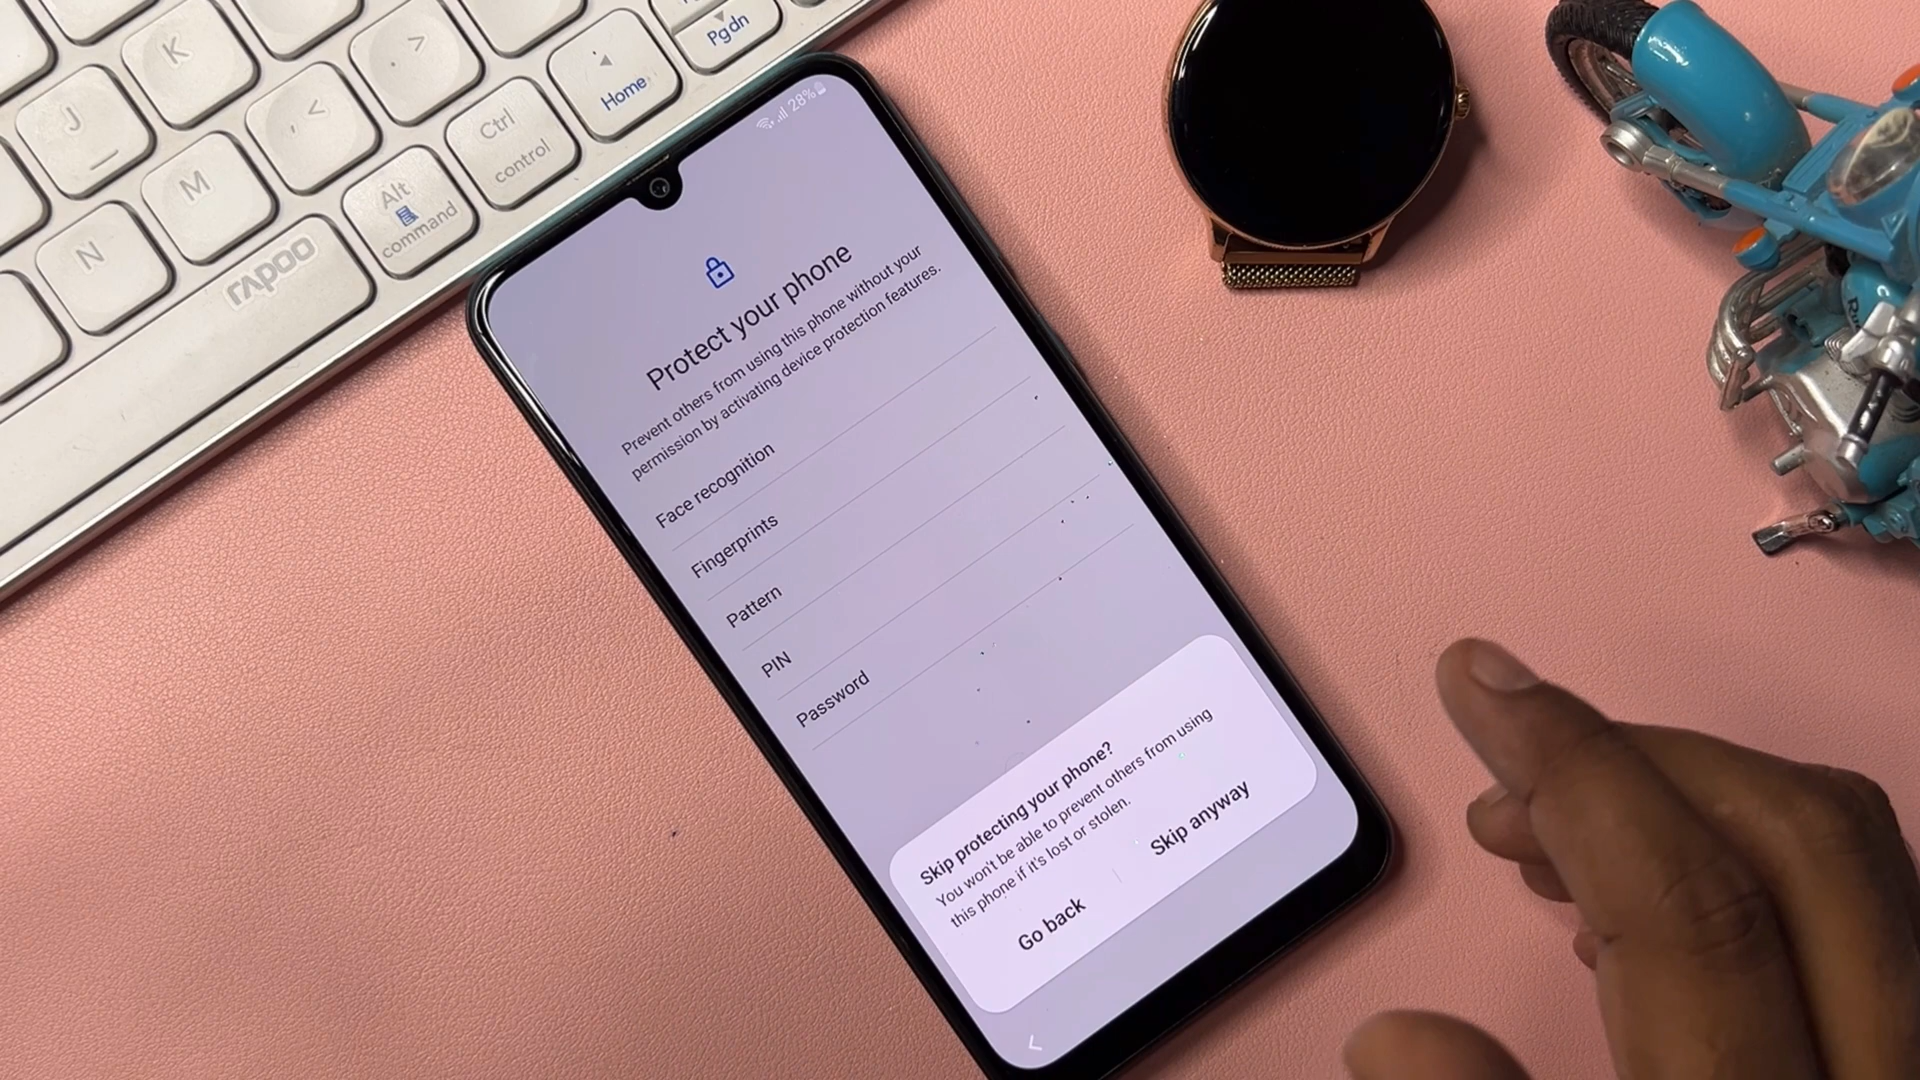 K
>
Pgdn
J
<
,
Home
M
Ctrl
control
N
Alt
command
rapoo
28%
Protect your phone
Prevent others from using this phone without your
permission by activating device protection features.
Face recognition
Fingerprints
Pattern
PIN
Password
Skip protecting your phone?
You won't be able to prevent others from using
this phone if it's lost or stolen.
Go back
Skip anyway